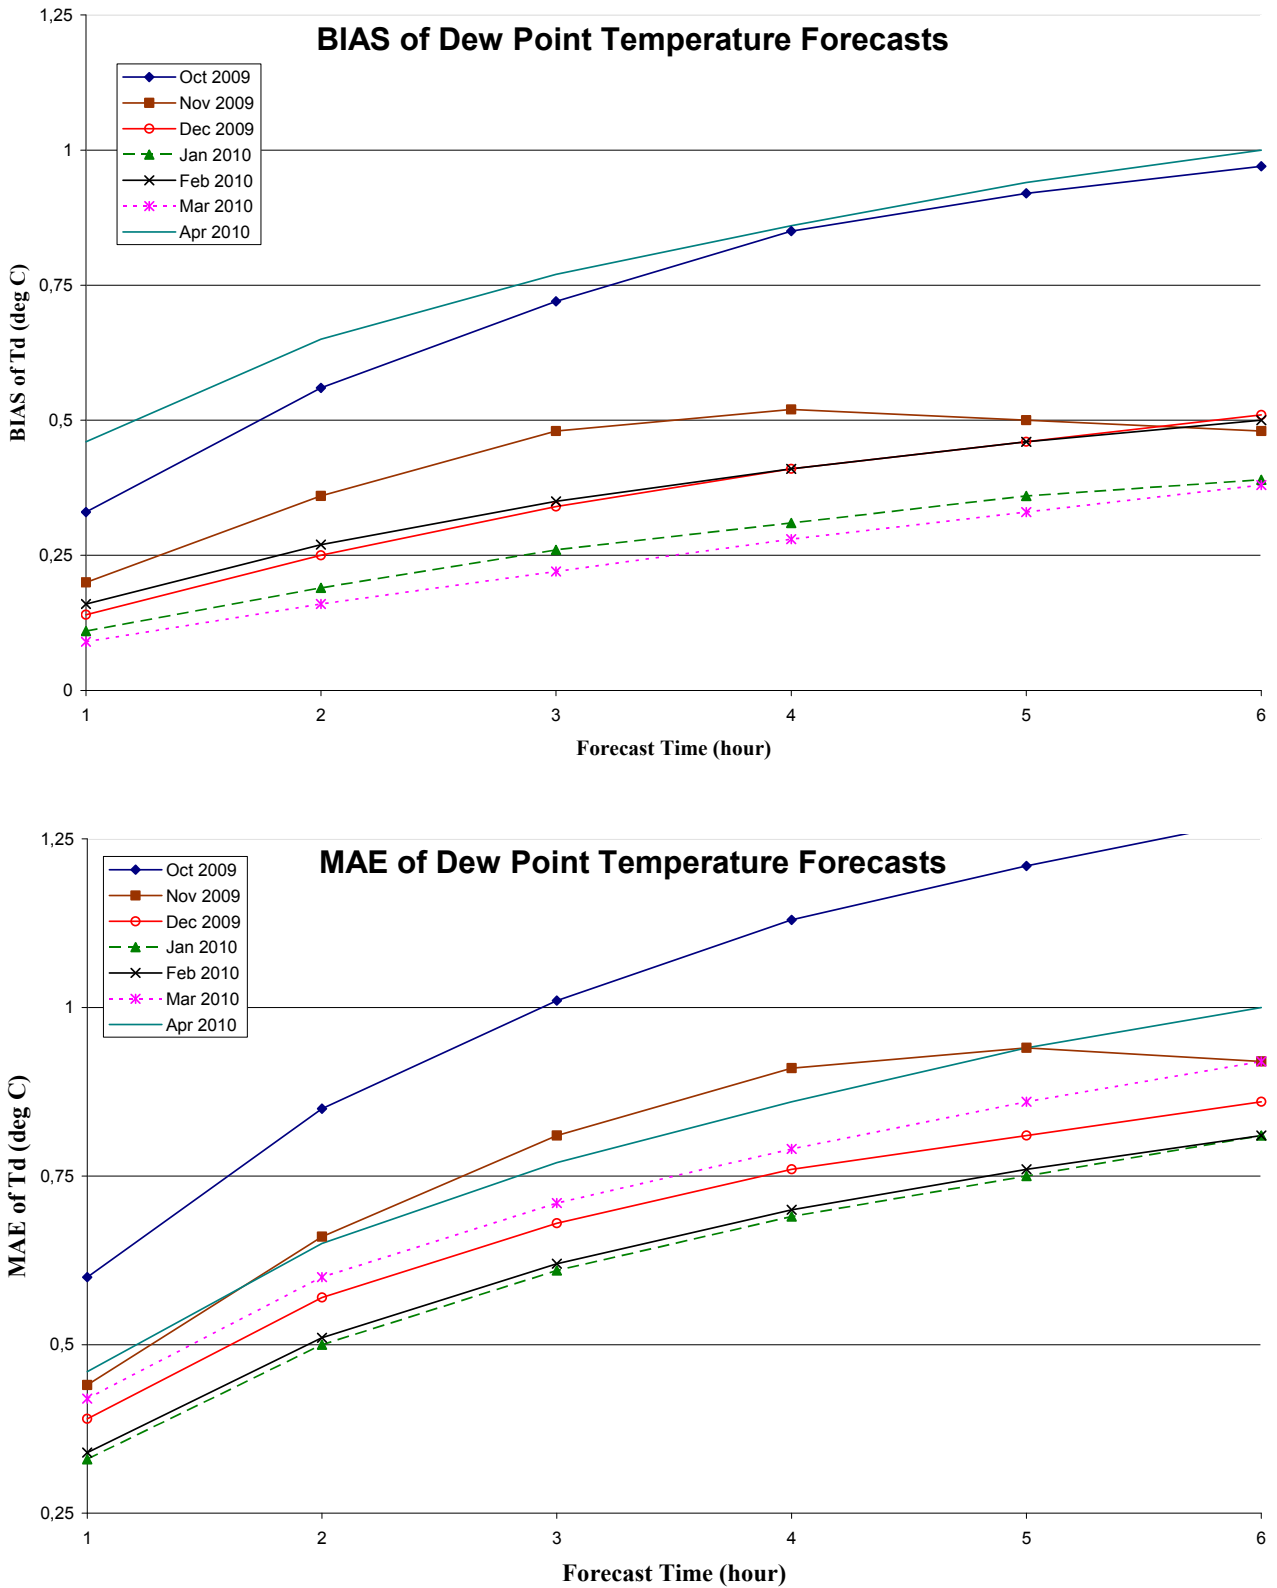 BIAS of Dew Point Temperature Forecasts
1,25
1
0,75
0,5
0,25
0
BIAS of Td (deg C)
Oct 2009
Nov 2009
Dec 2009
Jan 2010
Feb 2010
Mar 2010
Apr 2010
1 2 3 4 5 6
Forecast Time (hour)
MAE of Dew Point Temperature Forecasts
1,25
1
0,75
0,5
0,25
MAE of Td (deg C)
Oct 2009
Nov 2009
Dec 2009
Jan 2010
Feb 2010
Mar 2010
Apr 2010
1 2 3 4 5 6
Forecast Time (hour)